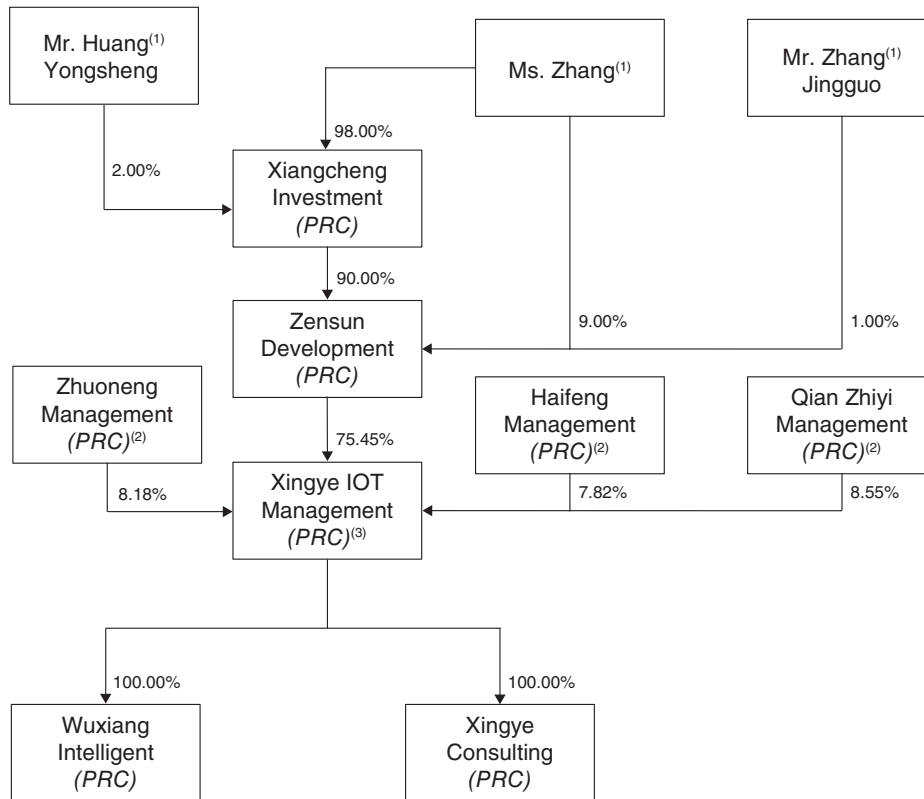 Mr. Huang(1)
Yongsheng
Ms. Zhang(1)
Mr. Zhang(1)
Jingguo
98.00%
2.00%
Xiangcheng
Investment
(PRC)
90.00%
9.00%
1.00%
Zensun
Development
(PRC)
Zhuoneng
Management
(PRC)(2)
Haifeng
Management
(PRC)(2)
Qian Zhiyi
Management
(PRC)(2)
75.45%
8.18%
7.82%
8.55%
Xingye IOT
Management
(PRC)(3)
100.00%
100.00%
Wuxiang
Intelligent
(PRC)
Xingye
Consulting
(PRC)